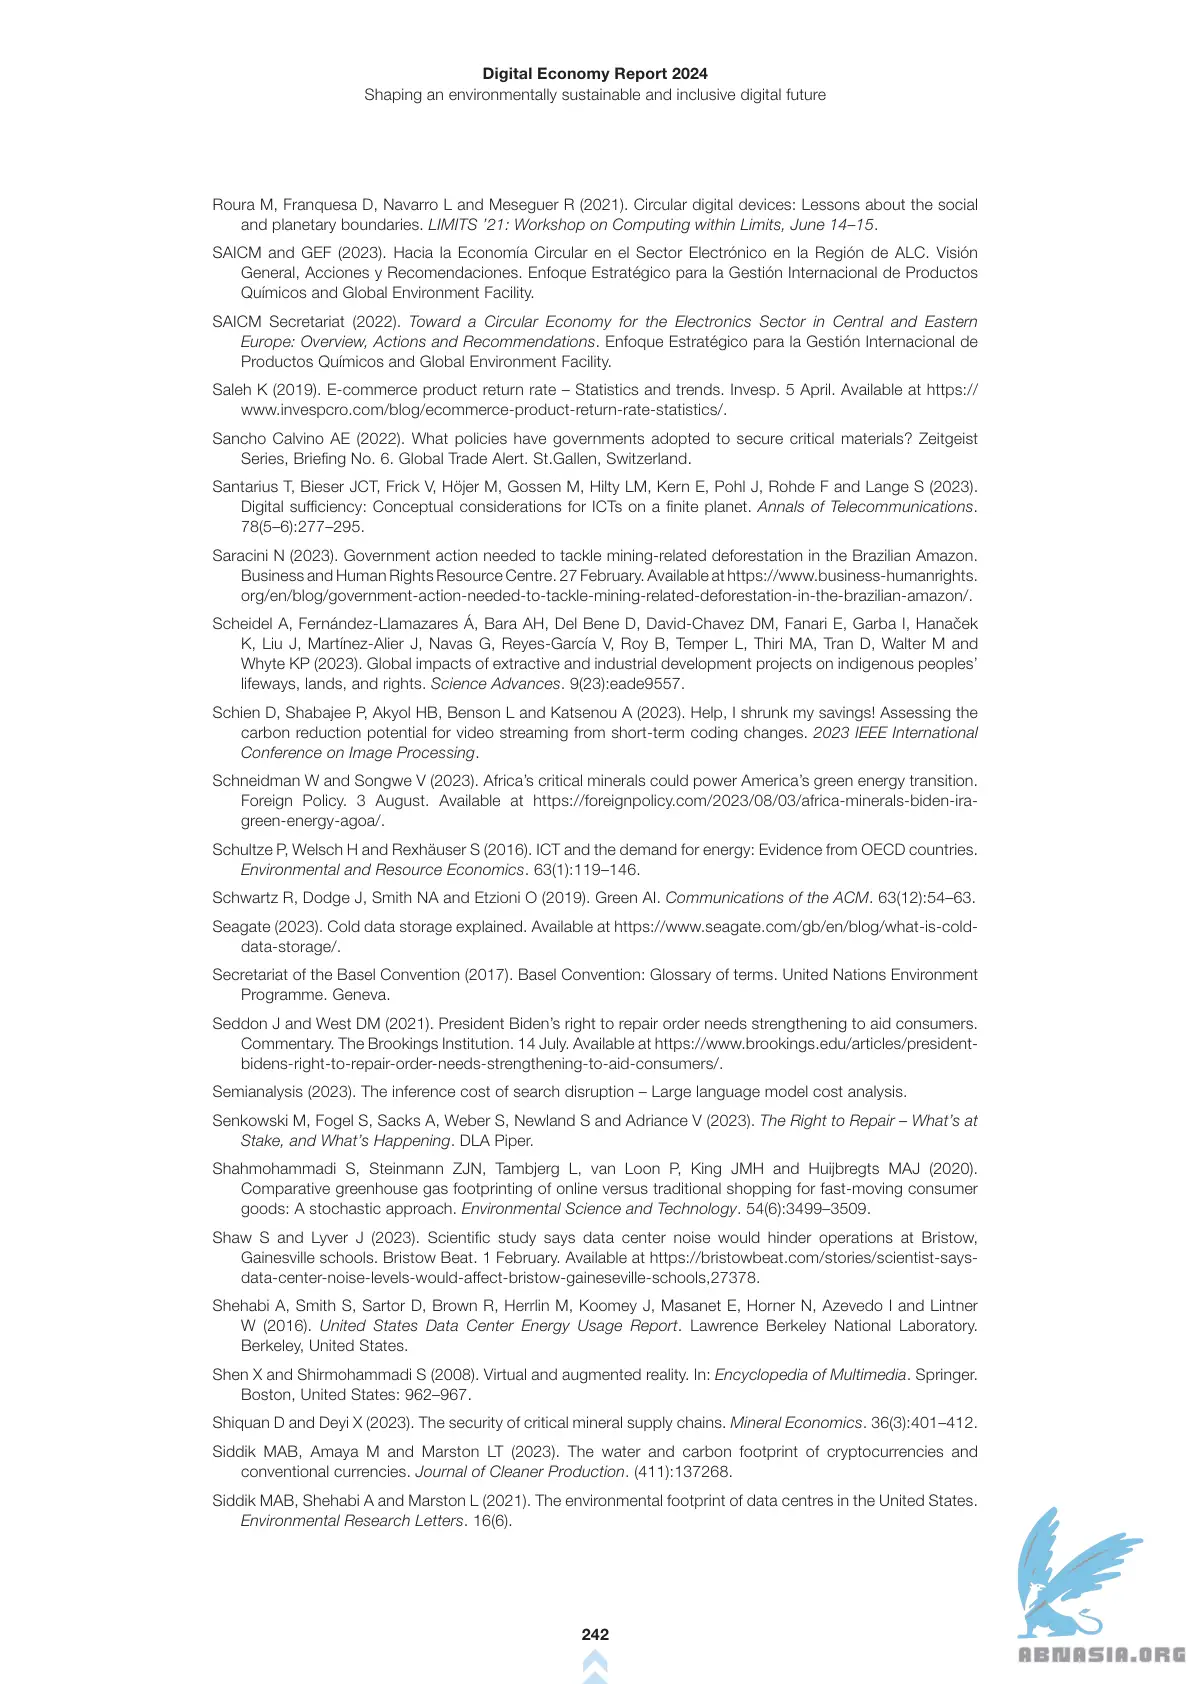 Digital Economy Report 2024
Shaping an environmentally sustainable and inclusive digital future
Roura M, Franquesa D, Navarro L and Meseguer R (2021). Circular digital devices: Lessons about the social
and planetary boundaries. LIMITS ’21: Workshop on Computing within Limits, June 14–15.
SAICM and GEF (2023). Hacia la Economía Circular en el Sector Electrónico en la Región de ALC. Visión
General, Acciones y Recomendaciones. Enfoque Estratégico para la Gestión Internacional de Productos
Químicos and Global Environment Facility.
SAICM Secretariat (2022). Toward a Circular Economy for the Electronics Sector in Central and Eastern
Europe: Overview, Actions and Recommendations. Enfoque Estratégico para la Gestión Internacional de
Productos Químicos and Global Environment Facility.
Saleh K (2019). E-commerce product return rate – Statistics and trends. Invesp. 5 April. Available at https://
www.invespcro.com/blog/ecommerce-product-return-rate-statistics/.
Sancho Calvino AE (2022). What policies have governments adopted to secure critical materials? Zeitgeist
Series, Briefing No. 6. Global Trade Alert. St.Gallen, Switzerland.
Santarius T, Bieser JCT, Frick V, Höjer M, Gossen M, Hilty LM, Kern E, Pohl J, Rohde F and Lange S (2023).
Digital sufficiency: Conceptual considerations for ICTs on a finite planet. Annals of Telecommunications.
78(5–6):277–295.
Saracini N (2023). Government action needed to tackle mining-related deforestation in the Brazilian Amazon.
Business and Human Rights Resource Centre. 27 February. Available at https://www.business-humanrights.
org/en/blog/government-action-needed-to-tackle-mining-related-deforestation-in-the-brazilian-amazon/.
Scheidel A, Fernández-Llamazares Á, Bara AH, Del Bene D, David-Chavez DM, Fanari E, Garba I, Hanaček
K, Liu J, Martínez-Alier J, Navas G, Reyes-García V, Roy B, Temper L, Thiri MA, Tran D, Walter M and
Whyte KP (2023). Global impacts of extractive and industrial development projects on indigenous peoples’
lifeways, lands, and rights. Science Advances. 9(23):eade9557.
Schien D, Shabajee P, Akyol HB, Benson L and Katsenou A (2023). Help, I shrunk my savings! Assessing the
carbon reduction potential for video streaming from short-term coding changes. 2023 IEEE International
Conference on Image Processing.
Schneidman W and Songwe V (2023). Africa’s critical minerals could power America’s green energy transition.
Foreign Policy. 3 August. Available at https://foreignpolicy.com/2023/08/03/africa-minerals-biden-ira-
green-energy-agoa/.
Schultze P, Welsch H and Rexhäuser S (2016). ICT and the demand for energy: Evidence from OECD countries.
Environmental and Resource Economics. 63(1):119–146.
Schwartz R, Dodge J, Smith NA and Etzioni O (2019). Green AI. Communications of the ACM. 63(12):54–63.
Seagate (2023). Cold data storage explained. Available at https://www.seagate.com/gb/en/blog/what-is-cold-
data-storage/.
Secretariat of the Basel Convention (2017). Basel Convention: Glossary of terms. United Nations Environment
Programme. Geneva.
Seddon J and West DM (2021). President Biden’s right to repair order needs strengthening to aid consumers.
Commentary. The Brookings Institution. 14 July. Available at https://www.brookings.edu/articles/president-
bidens-right-to-repair-order-needs-strengthening-to-aid-consumers/.
Semianalysis (2023). The inference cost of search disruption – Large language model cost analysis.
Senkowski M, Fogel S, Sacks A, Weber S, Newland S and Adriance V (2023). The Right to Repair – What’s at
Stake, and What’s Happening. DLA Piper.
Shahmohammadi S, Steinmann ZJN, Tambjerg L, van Loon P, King JMH and Huijbregts MAJ (2020).
Comparative greenhouse gas footprinting of online versus traditional shopping for fast-moving consumer
goods: A stochastic approach. Environmental Science and Technology. 54(6):3499–3509.
Shaw S and Lyver J (2023). Scientific study says data center noise would hinder operations at Bristow,
Gainesville schools. Bristow Beat. 1 February. Available at https://bristowbeat.com/stories/scientist-says-
data-center-noise-levels-would-affect-bristow-gaineseville-schools,27378.
Shehabi A, Smith S, Sartor D, Brown R, Herrlin M, Koomey J, Masanet E, Horner N, Azevedo I and Lintner
W (2016). United States Data Center Energy Usage Report. Lawrence Berkeley National Laboratory.
Berkeley, United States.
Shen X and Shirmohammadi S (2008). Virtual and augmented reality. In: Encyclopedia of Multimedia. Springer.
Boston, United States: 962–967.
Shiquan D and Deyi X (2023). The security of critical mineral supply chains. Mineral Economics. 36(3):401–412.
Siddik MAB, Amaya M and Marston LT (2023). The water and carbon footprint of cryptocurrencies and
conventional currencies. Journal of Cleaner Production. (411):137268.
Siddik MAB, Shehabi A and Marston L (2021). The environmental footprint of data centres in the United States.
Environmental Research Letters. 16(6).
242
ABNASIA.ORG